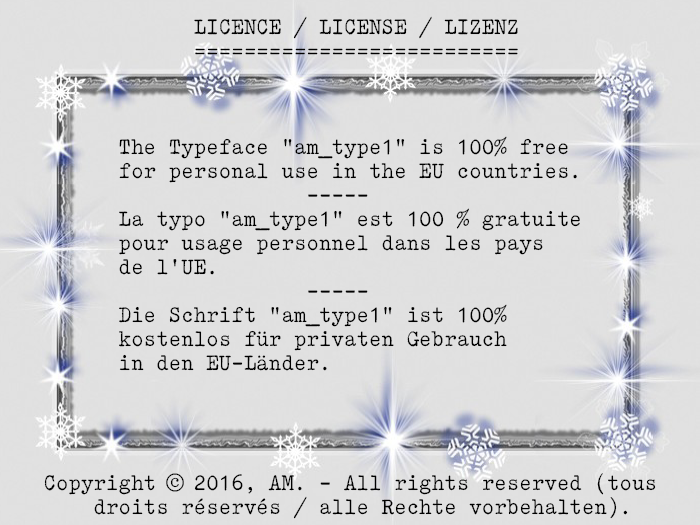 LICENCE / LICENSE / LIZENZ
==========================
The Typeface "am_type1" is 100% free
for personal use in the EU countries.
-----
La typo "am_type1" est 100 % gratuite
pour usage personnel dans les pays
de l'UE.
-----
Die Schrift "am_type1" ist 100%
kostenlos für privaten Gebrauch
in den EU-Länder.
Copyright © 2016, AM. - All rights reserved (tous
droits réservés / alle Rechte vorbehalten).